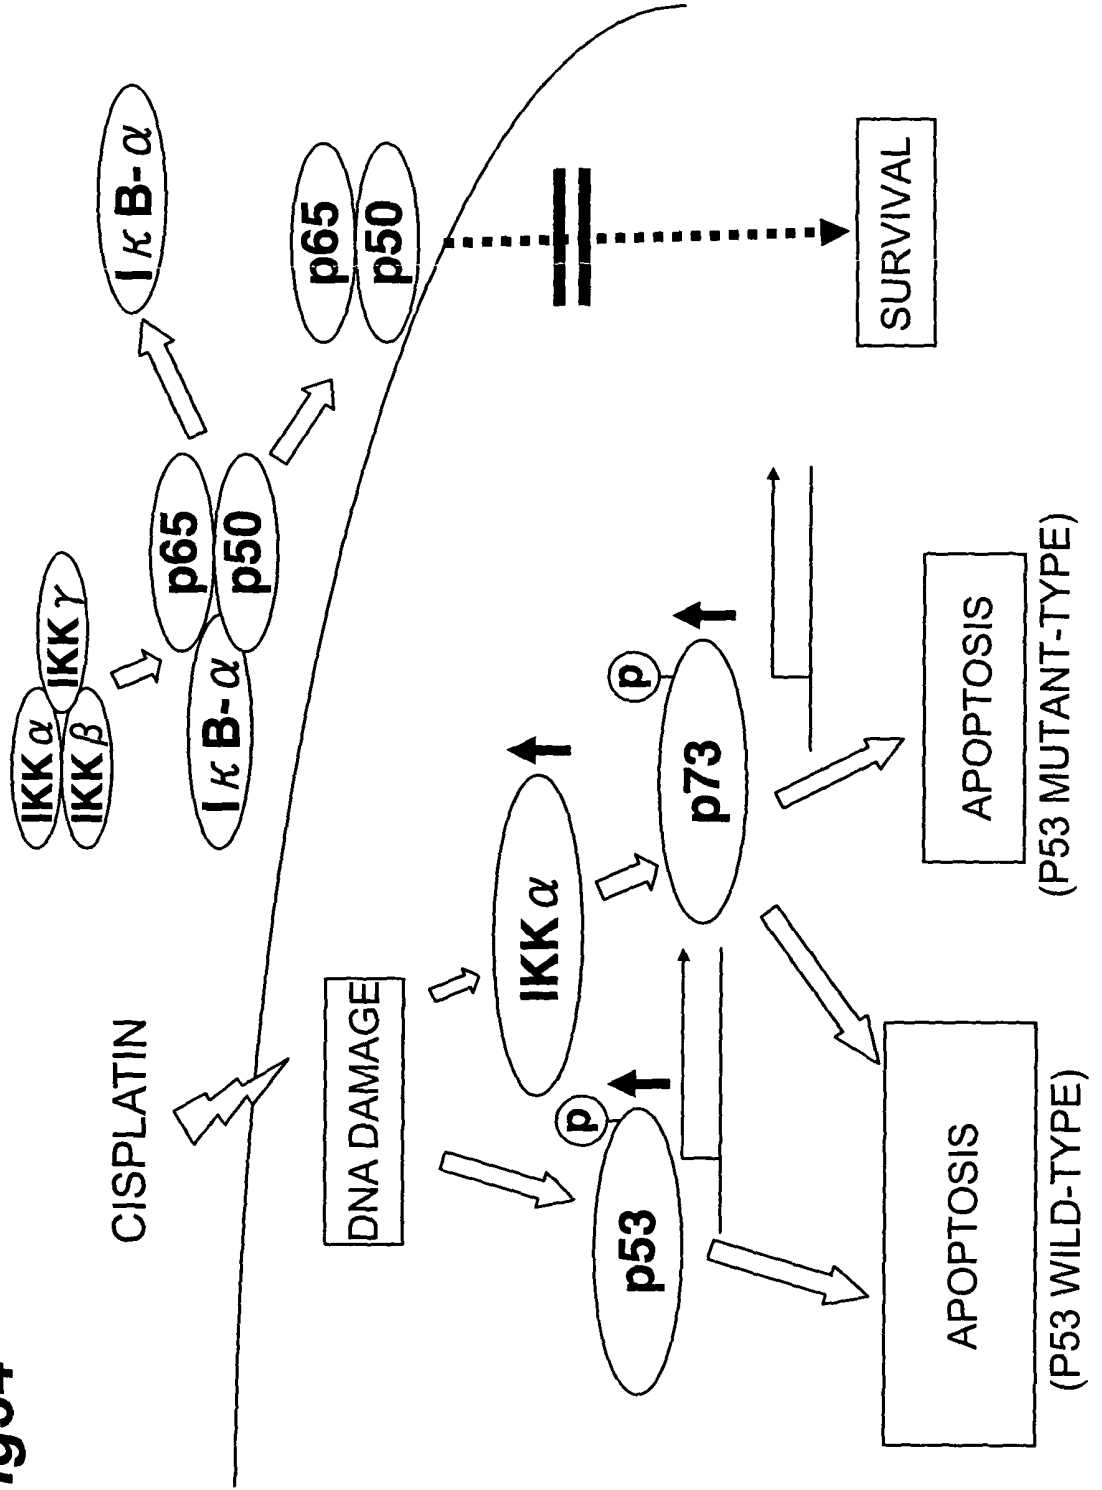 IKKα
IKKγ
IKKβ
CISPLATIN
IκB-α
p65
IκB-α
p50
p65
p50
DNA DAMAGE
IKKα
p
p53
p
p73
SURVIVAL
APOPTOSIS
(P53 WILD-TYPE)
APOPTOSIS
(P53 MUTANT-TYPE)